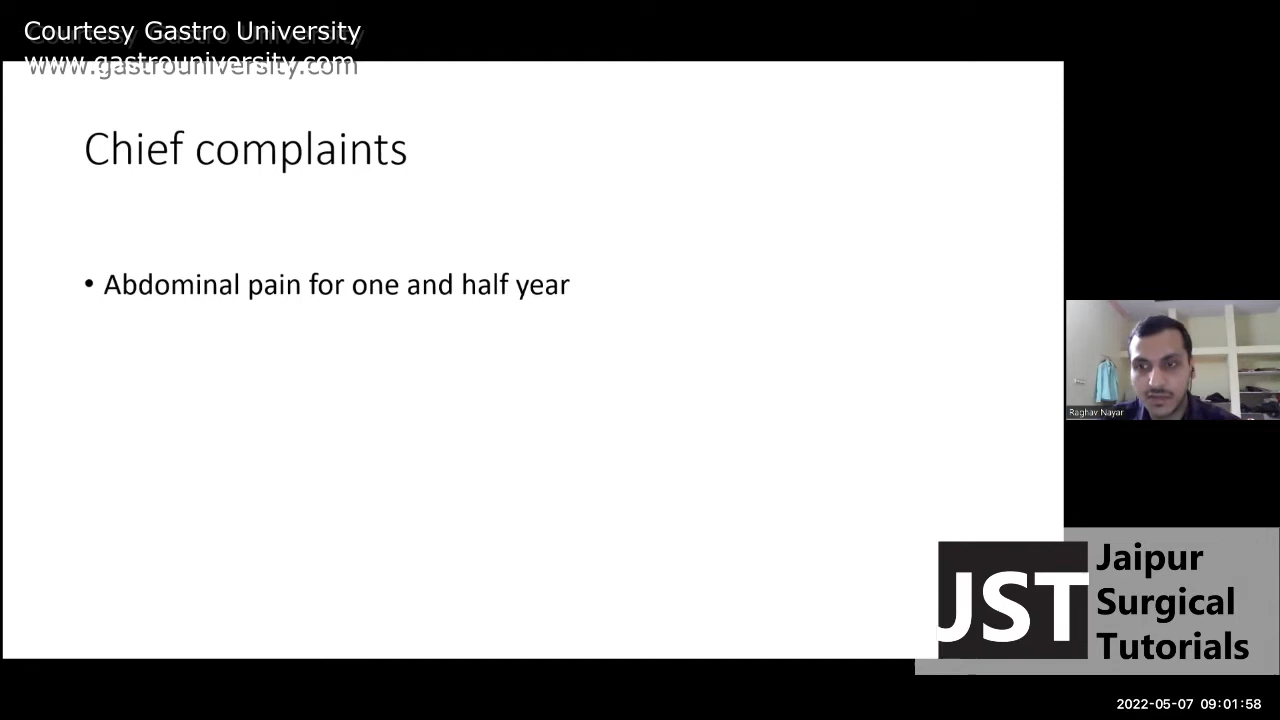 Courtesy Gastro University
www.gastrouniversity.com
Chief complaints
• Abdominal pain for one and half year
Raghav Nayar
JST
Jaipur
Surgical
Tutorials
2022-05-07 09:01:58